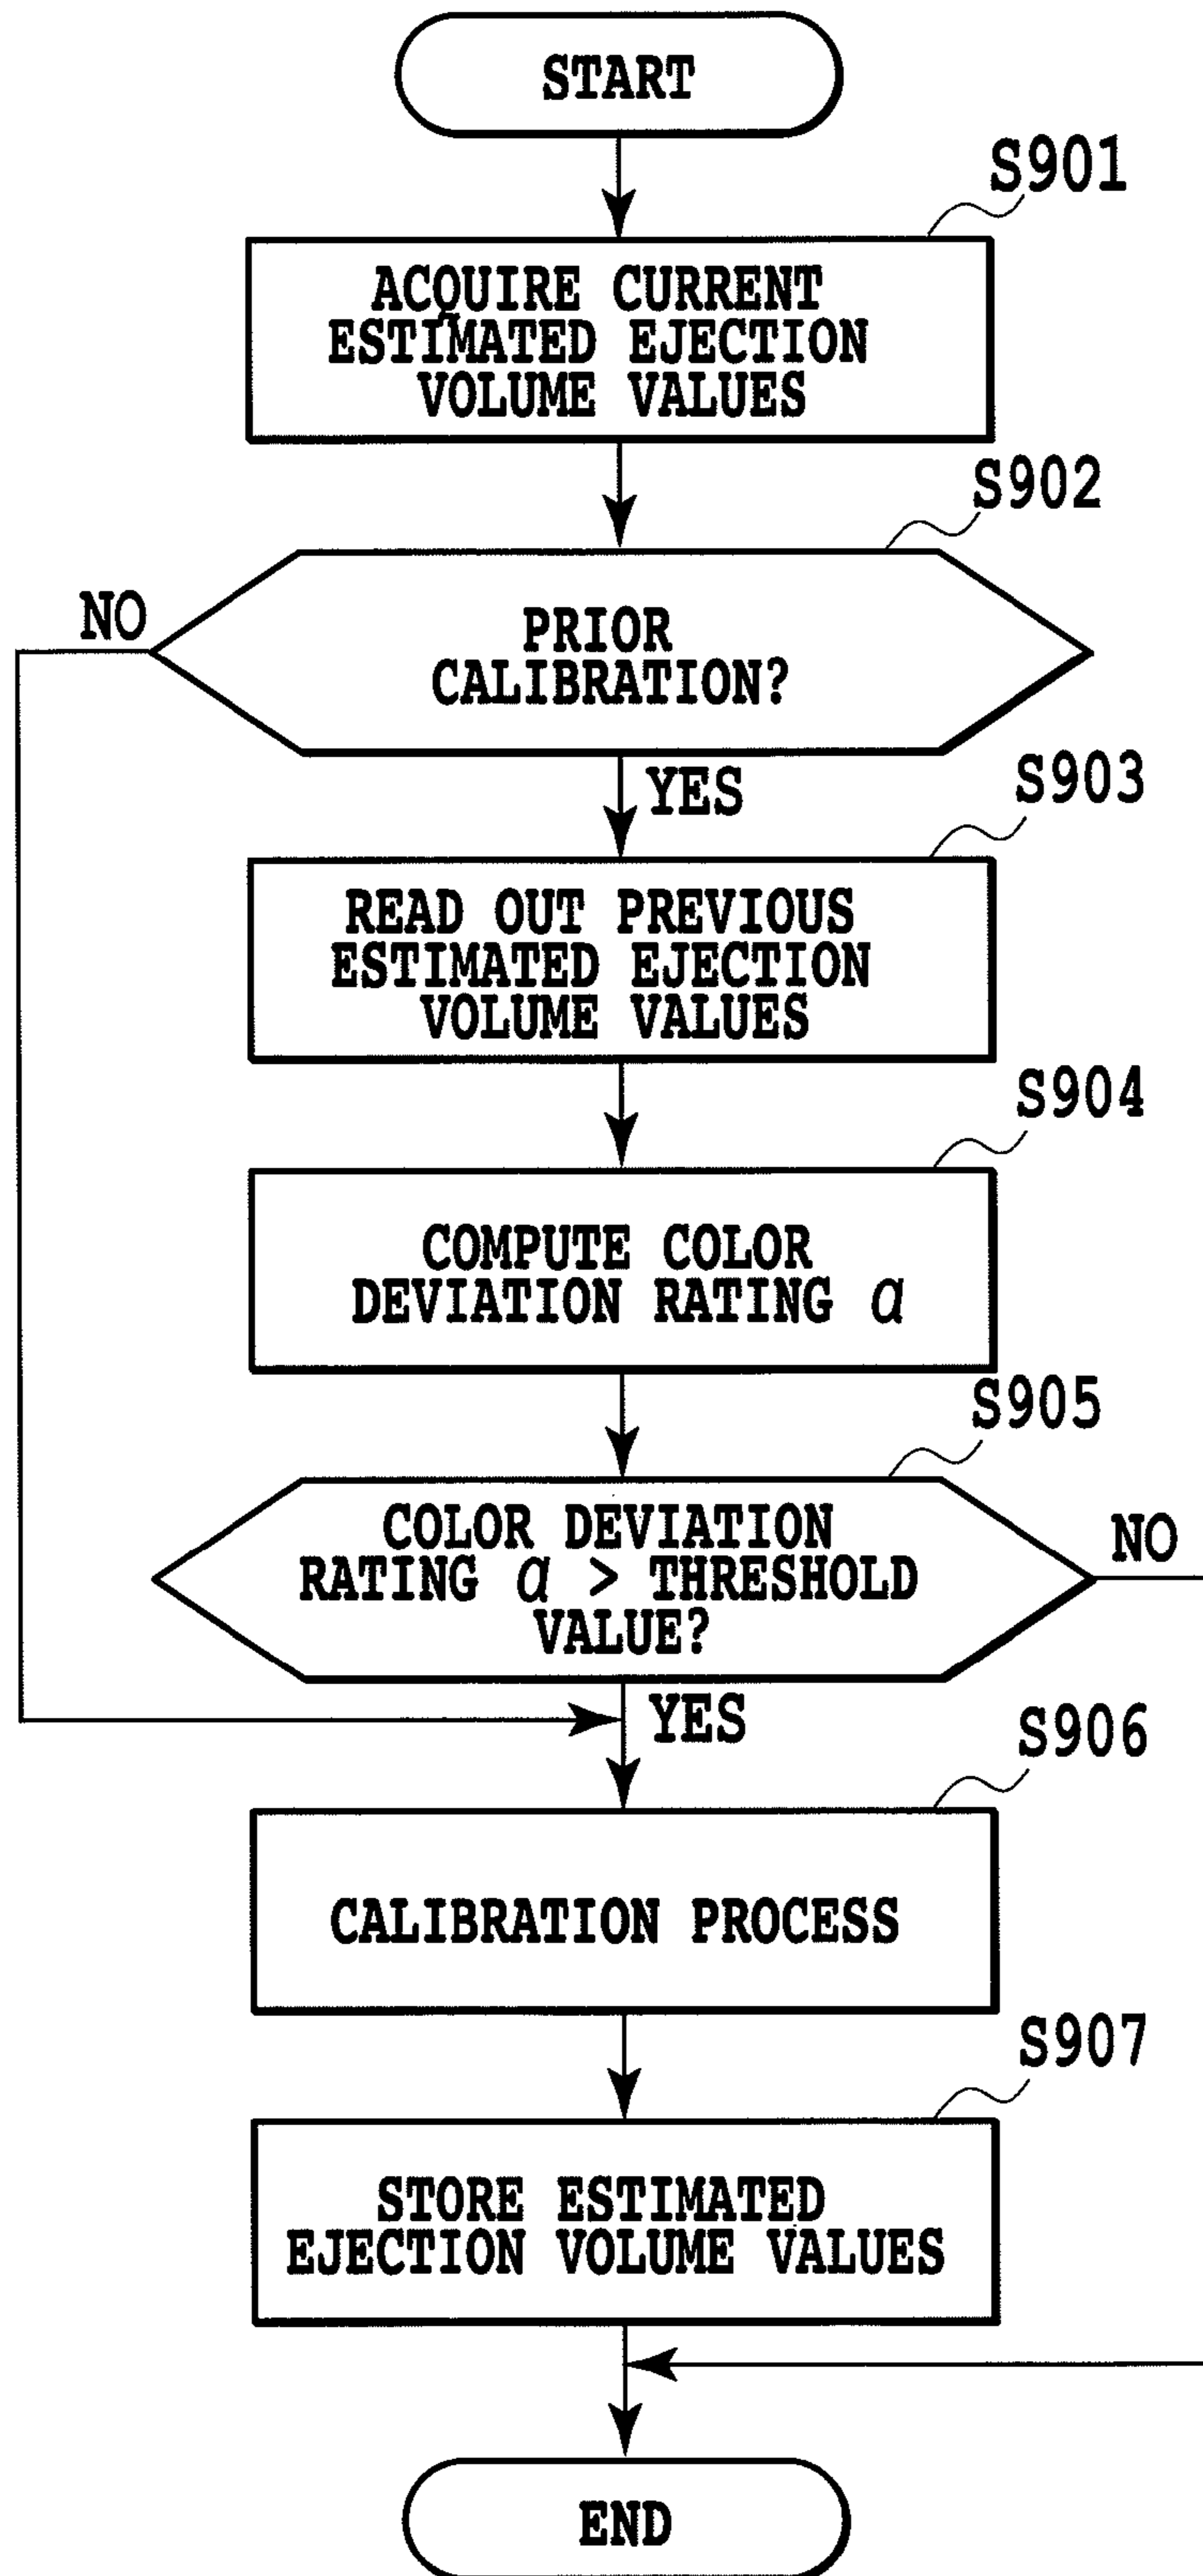 START
S901
ACQUIRE CURRENT
ESTIMATED EJECTION
VOLUME VALUES
S902
NO
PRIOR
CALIBRATION?
YES
S903
READ OUT PREVIOUS
ESTIMATED EJECTION
VOLUME VALUES
S904
COMPUTE COLOR
DEVIATION RATING α
S905
COLOR DEVIATION
RATING α > THRESHOLD
VALUE?
NO
YES
S906
CALIBRATION PROCESS
S907
STORE ESTIMATED
EJECTION VOLUME VALUES
END